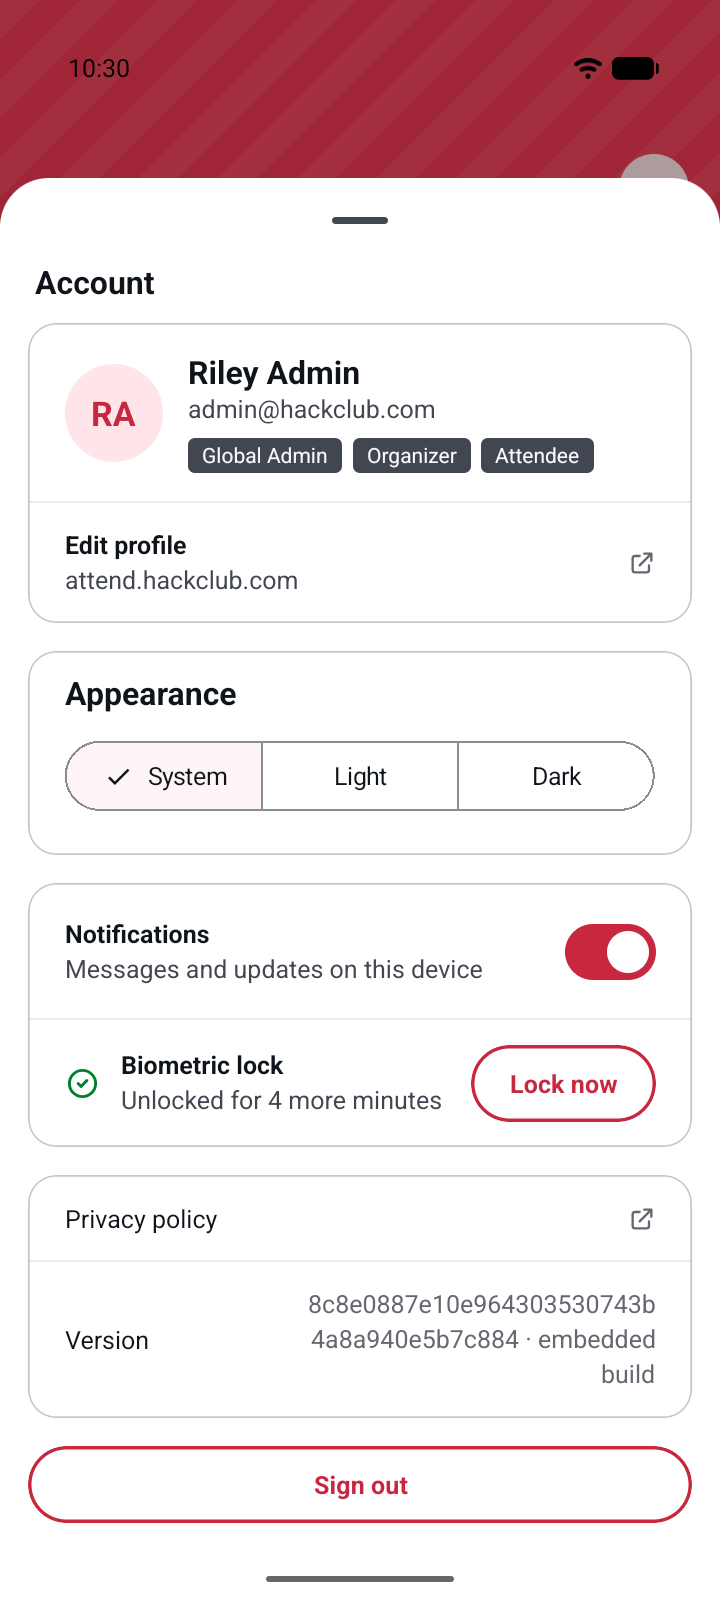 10:30
Account
RA
Riley Admin
admin@hackclub.com
Global Admin
Organizer
Attendee
Edit profile
attend.hackclub.com
Appearance
System
Light
Dark
Notifications
Messages and updates on this device
Biometric lock
Unlocked for 4 more minutes
Lock now
Privacy policy
Version
8c8e0887e10e964303530743b
4a8a940e5b7c884 · embedded
build
Sign out